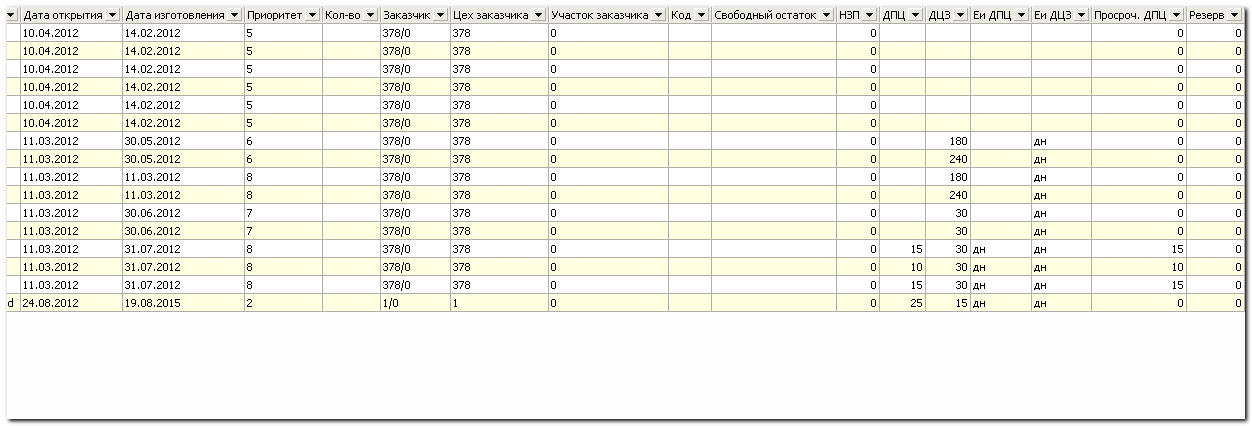 Дата открытия Дата изготовления Приоритет Кол-во Заказчик Цех заказчика Участок заказчика Код Свободный остаток НЗП ДПЦ ДЦЗ Еи ДПЦ Еи ДЦЗ Просроч. ДПЦ Резерв
10.04.2012 14.02.2012 5 378/0 378 0 0 0 0
10.04.2012 14.02.2012 5 378/0 378 0 0 0 0
10.04.2012 14.02.2012 5 378/0 378 0 0 0 0
10.04.2012 14.02.2012 5 378/0 378 0 0 0 0
10.04.2012 14.02.2012 5 378/0 378 0 0 0 0
10.04.2012 14.02.2012 5 378/0 378 0 0 0 0
11.03.2012 30.05.2012 6 378/0 378 0 0 180 дн 0 0
11.03.2012 30.05.2012 6 378/0 378 0 0 240 дн 0 0
11.03.2012 11.03.2012 8 378/0 378 0 0 180 дн 0 0
11.03.2012 11.03.2012 8 378/0 378 0 0 240 дн 0 0
11.03.2012 30.06.2012 7 378/0 378 0 0 30 дн 0 0
11.03.2012 30.06.2012 7 378/0 378 0 0 30 дн 0 0
11.03.2012 31.07.2012 8 378/0 378 0 0 15 30 дн дн 15 0
11.03.2012 31.07.2012 8 378/0 378 0 0 10 30 дн дн 10 0
11.03.2012 31.07.2012 8 378/0 378 0 0 15 30 дн дн 15 0
d 24.08.2012 19.08.2015 2 1/0 1 0 0 25 15 дн дн 0 0